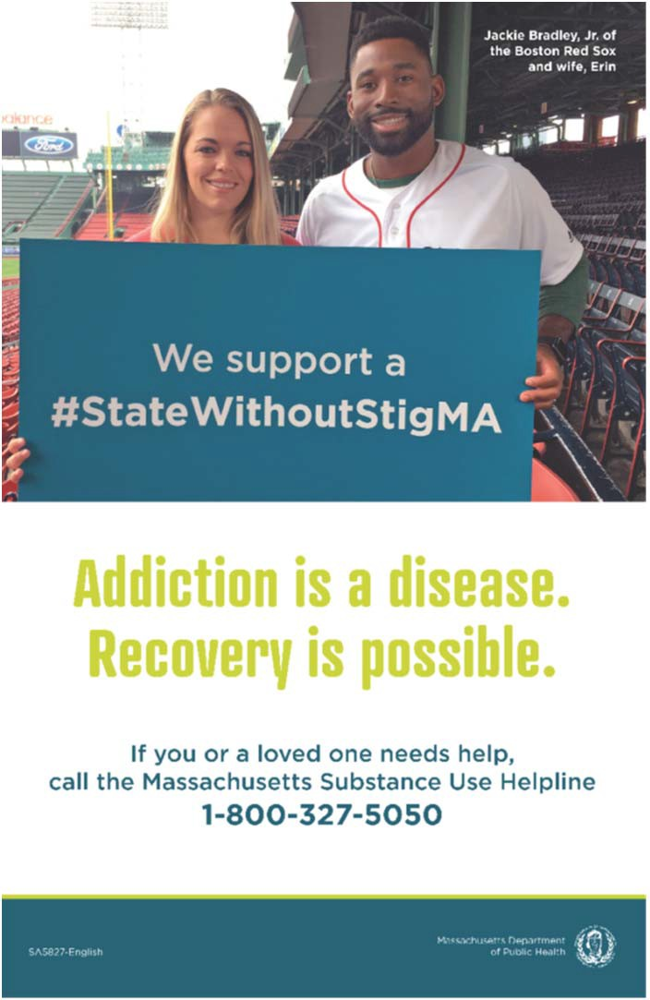 Jackie Bradley, Jr. of
the Boston Red Sox
and wife, Erin
Ford
We support a
#StateWithoutStigMA
Addiction is a disease.
Recovery is possible.
If you or a loved one needs help,
call the Massachusetts Substance Use Helpline
1-800-327-5050
SA5827-English
Massachusetts Department
of Public Health